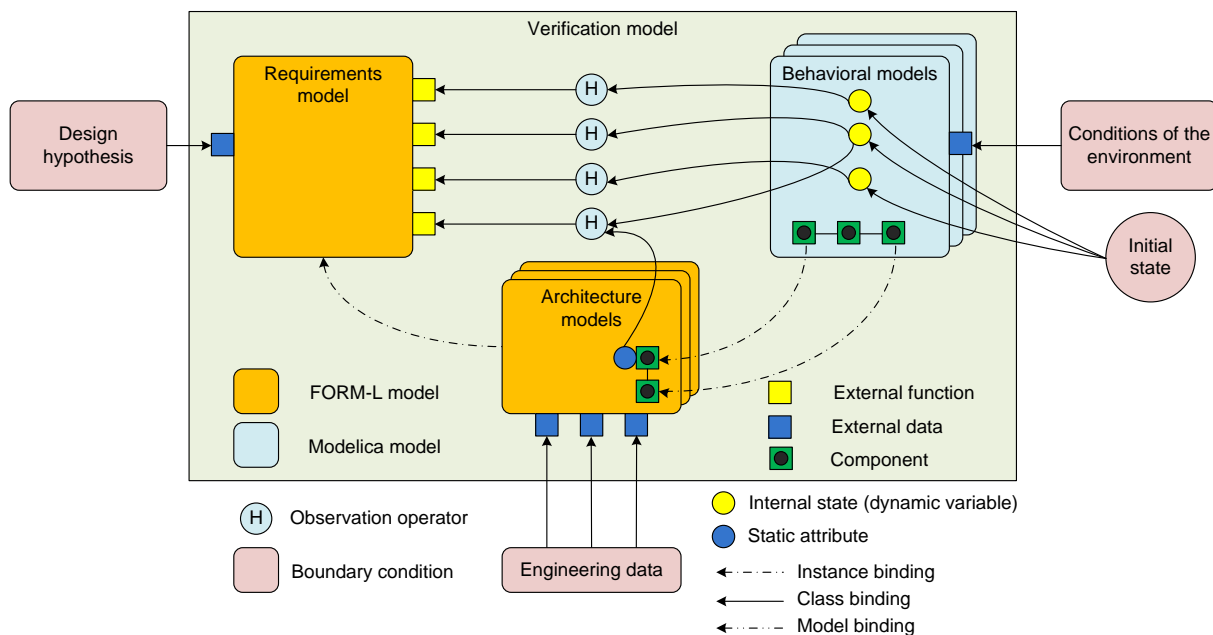 Verification model
Requirements
model
Behavioral models
H
H
H
H
Design
hypothesis
Conditions of the
environment
Initial
state
Architecture
models
FORM-L model
Modelica model
External function
External data
Component
H
Observation operator
Boundary condition
Engineering data
Internal state (dynamic variable)
Static attribute
Instance binding
Class binding
Model binding